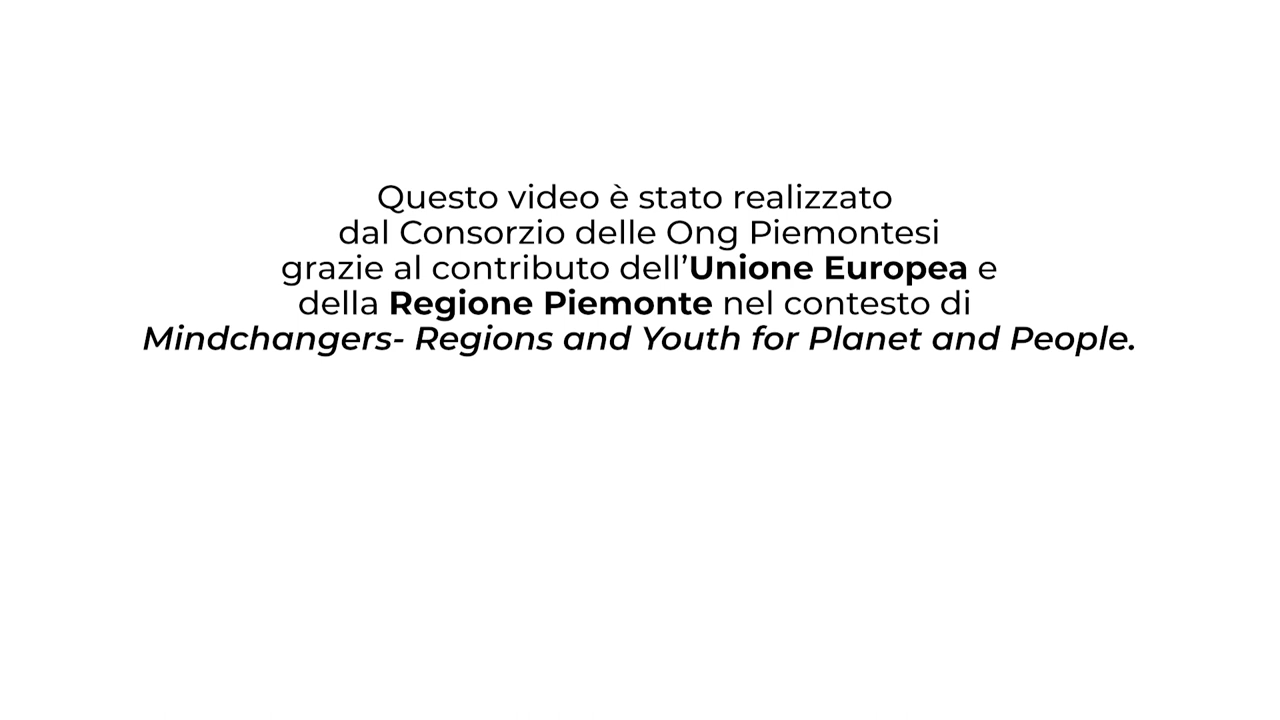 Questo video è stato realizzato
dal Consorzio delle Ong Piemontesi
grazie al contributo dell’Unione Europea e
della Regione Piemonte nel contesto di
Mindchangers- Regions and Youth for Planet and People.